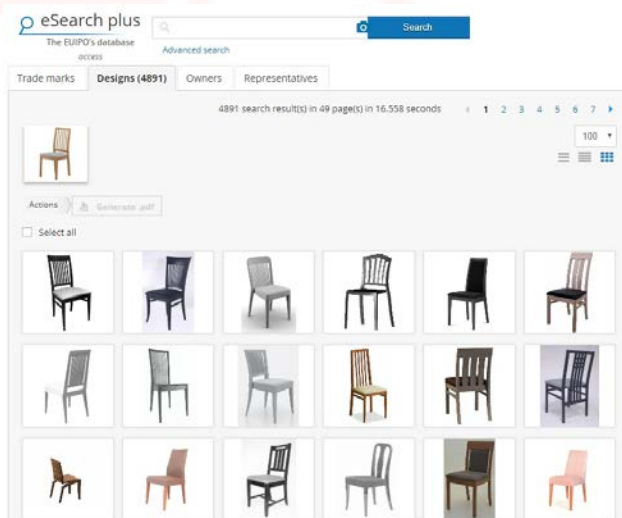 eSearch plus
The EUIPO's database
access
Search
Advanced search
Trade marks
Designs (4891)
Owners
Representatives
4891 search result(s) in 49 page(s) in 16.558 seconds
1 2 3 4 5 6 7
100
Actions
Generate pdf
Select all